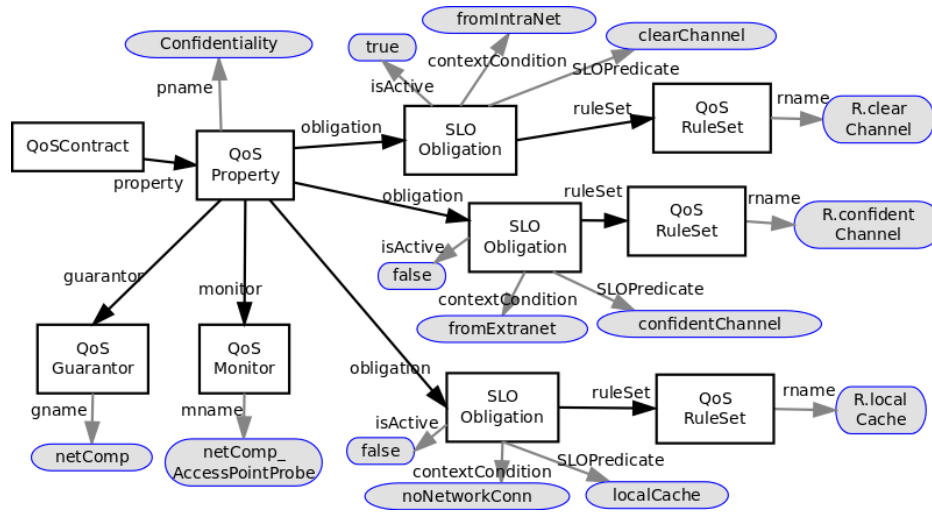 Confidentiality
true
fromIntraNet
clearChannel
pname
isActive
contextCondition
SLOPredicate
QoSContract
property
QoS
Property
obligation
SLO
Obligation
ruleSet
QoS
RuleSet
rname
R.clear
Channel
obligation
SLO
Obligation
ruleSet
QoS
RuleSet
rname
R.confident
Channel
isActive
false
contextCondition
SLOPredicate
fromExtranet
confidentChannel
guarantor
monitor
QoS
Guarantor
QoS
Monitor
gname
mname
netComp
netComp_
AccessPointProbe
obligation
SLO
Obligation
ruleSet
QoS
RuleSet
rname
R.local
Cache
isActive
false
contextCondition
SLOPredicate
noNetworkConn
localCache